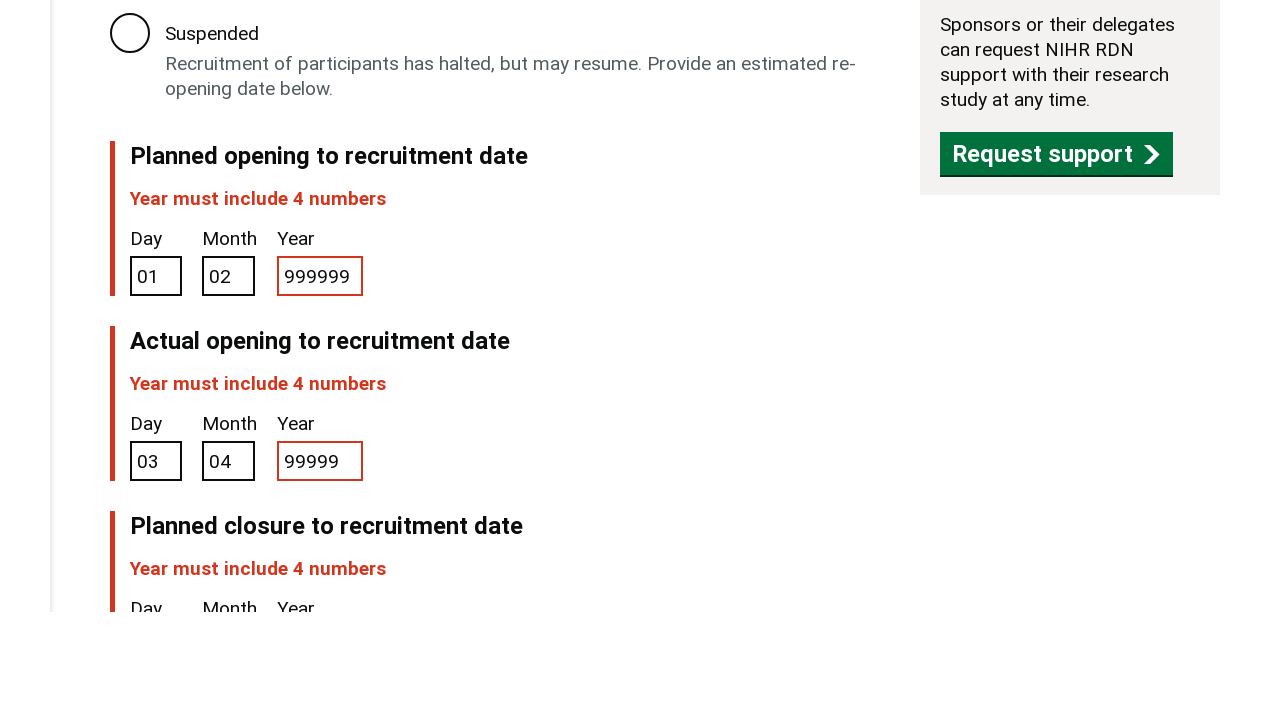 Suspended
Recruitment of participants has halted, but may resume. Provide an estimated re-
opening date below.
Planned opening to recruitment date
Year must include 4 numbers
Day Month Year
01 02 999999
Actual opening to recruitment date
Year must include 4 numbers
Day Month Year
03 04 99999
Planned closure to recruitment date
Year must include 4 numbers
Day Month Year
Sponsors or their delegates
can request NIHR RDN
support with their research
study at any time.
Request support